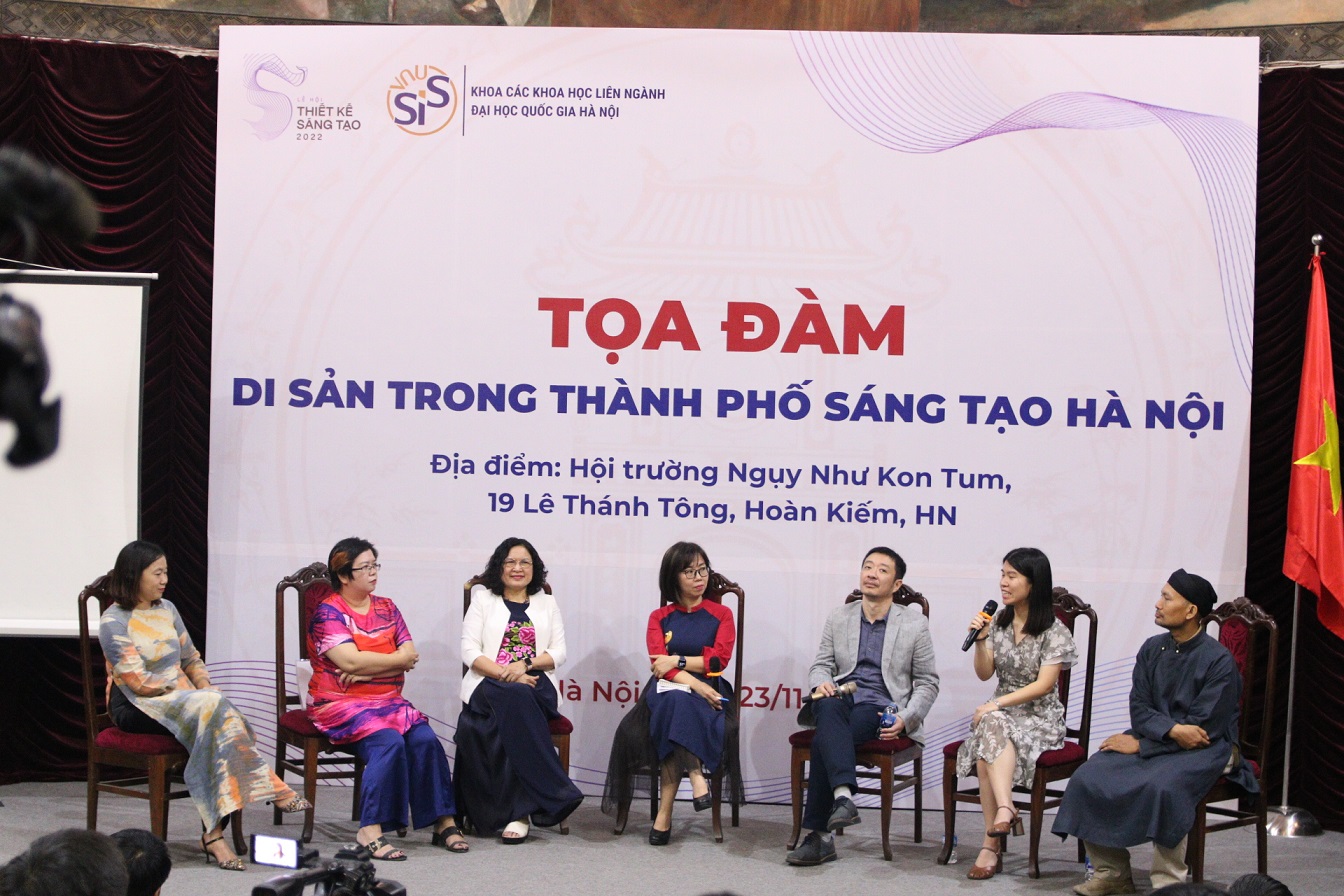 LỄ HỘI
THIẾT KẾ
SÁNG TẠO
2022
VNU
SiS
KHOA CÁC KHOA HỌC LIÊN NGÀNH
ĐẠI HỌC QUỐC GIA HÀ NỘI
TỌA ĐÀM
DI SẢN TRONG THÀNH PHỐ SÁNG TẠO HÀ NỘI
Địa điểm: Hội trường Ngụy Như Kon Tum,
19 Lê Thánh Tông, Hoàn Kiếm, HN
Hà Nội 23/11